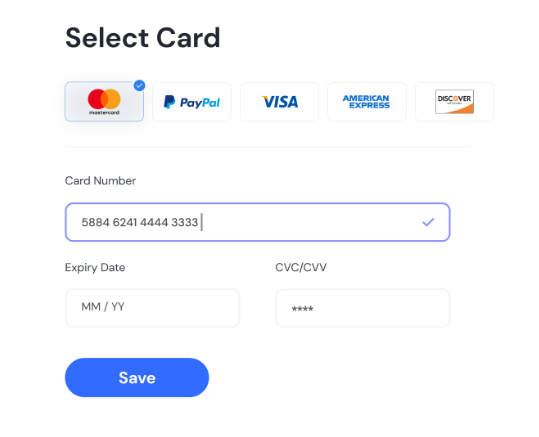 Select Card
mastercard
PayPal
VISA
AMERICAN
EXPRESS
DISCOVER
Card Number
5884 6241 4444 3333
Expiry Date
CVC/CVV
MM / YY
****
Save